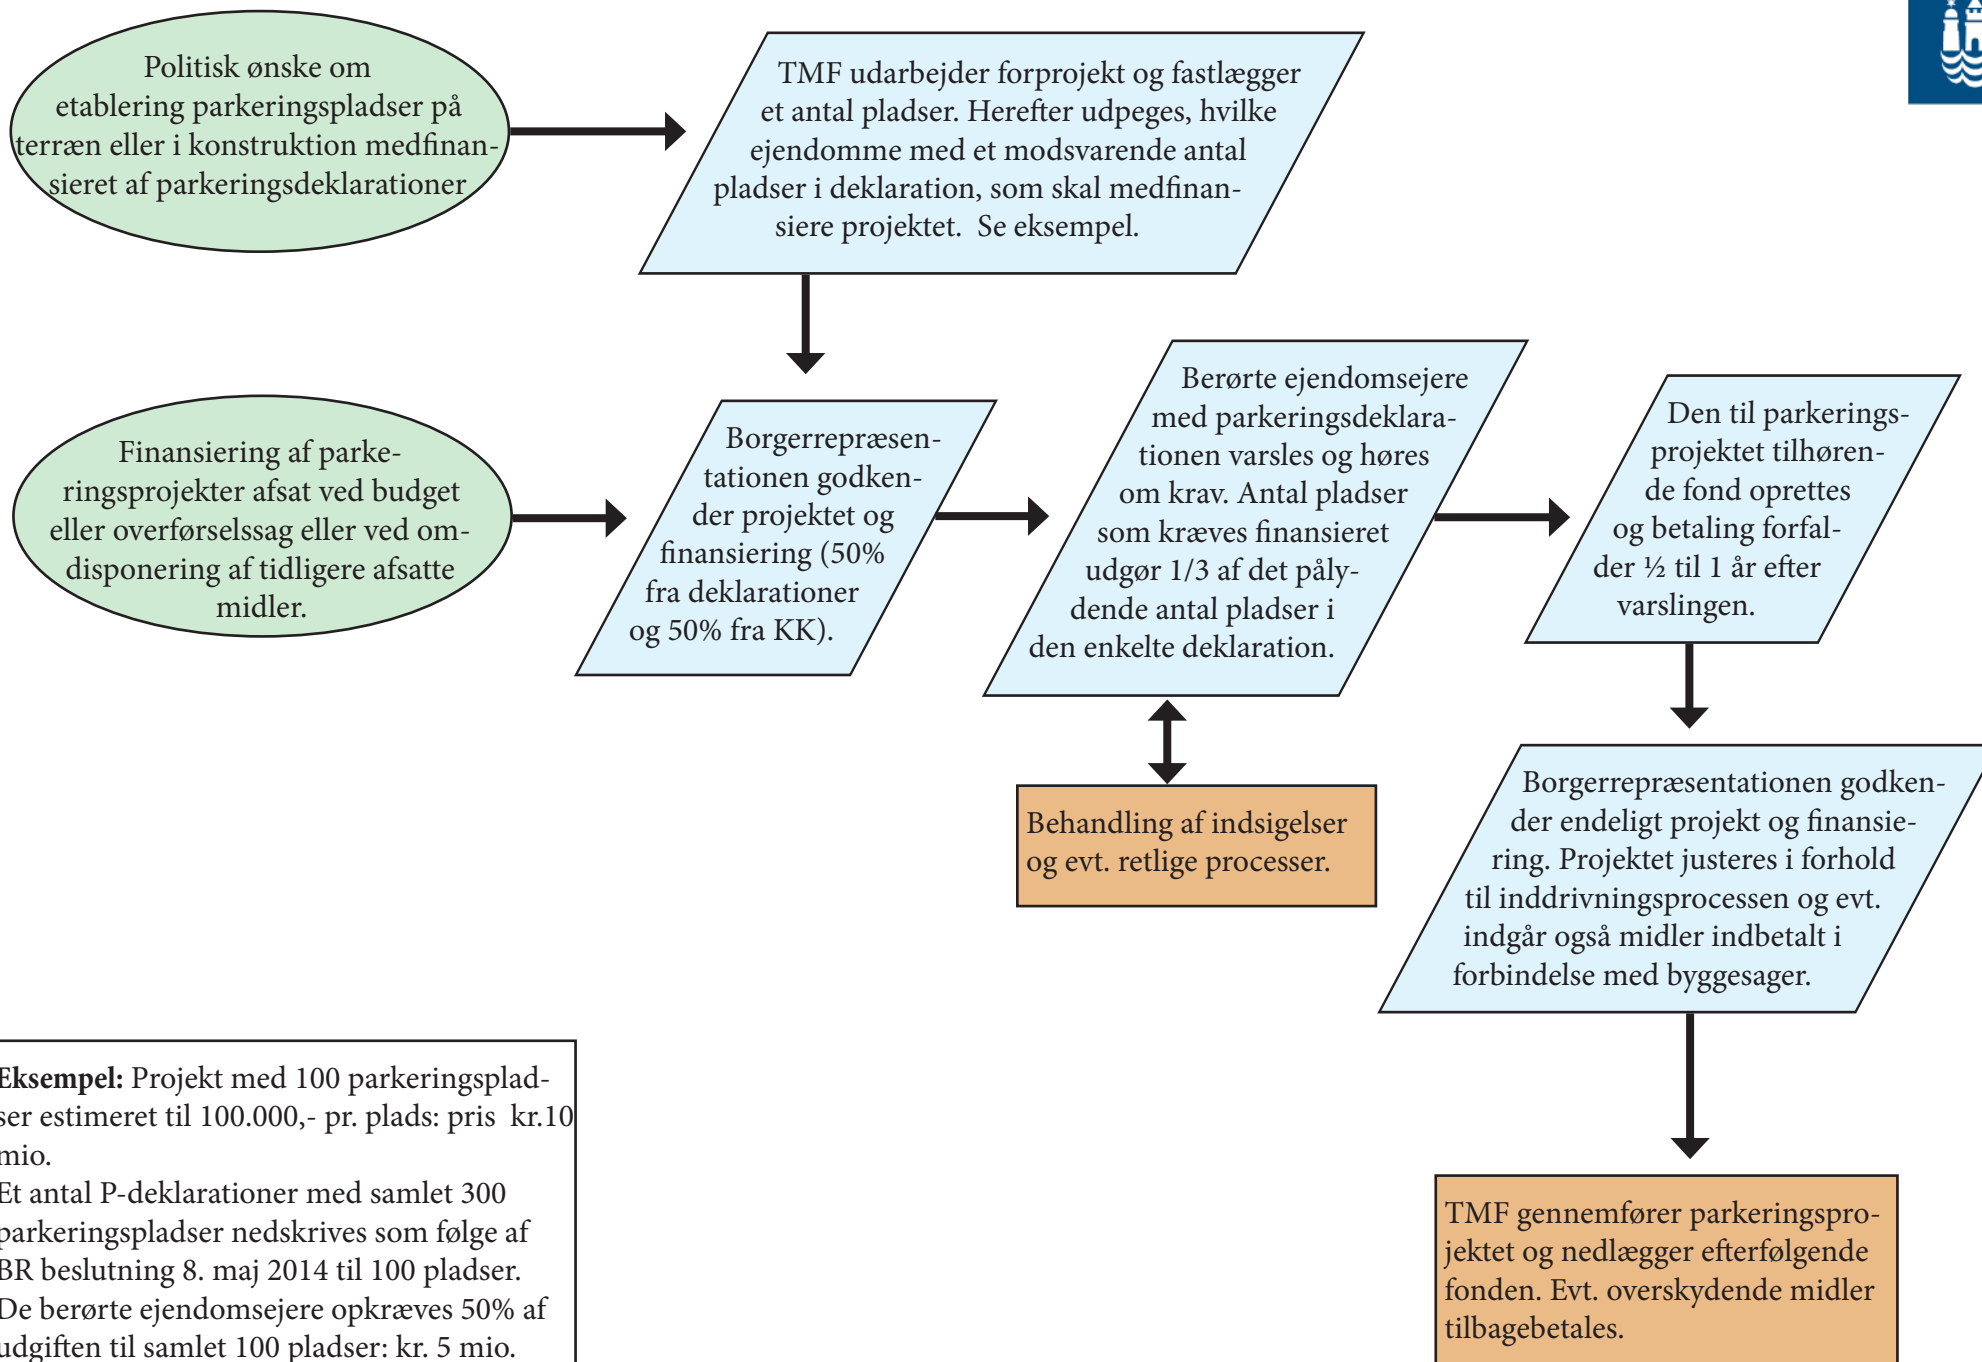 Politisk ønske om
etablering parkeringspladser på
terræn eller i konstruktion medfinan-
sieret af parkeringsdeklarationer
TMF udarbejder forprojekt og fastlægger
et antal pladser. Herefter udpeges, hvilke
ejendomme med et modsvarende antal
pladser i deklaration, som skal medfinan-
siere projektet.  Se eksempel.
Finansiering af parke-
ringsprojekter afsat ved budget
eller overførselssag eller ved om-
disponering af tidligere afsatte
midler.
Borgerrepræsen-
tationen godken-
der projektet og
finansiering (50%
fra deklarationer
og 50% fra KK).
Berørte ejendomsejere
med parkeringsdeklara-
tionen varsles og høres
om krav. Antal pladser
som kræves finansieret
udgør 1/3 af det påly-
dende antal pladser i
den enkelte deklaration.
Den til parkerings-
projektet tilhøren-
de fond oprettes
og betaling forfal-
der ½ til 1 år efter
varslingen.
Behandling af indsigelser
og evt. retlige processer.
Borgerrepræsentationen godken-
der endeligt projekt og finansie-
ring. Projektet justeres i forhold
til inddrivningsprocessen og evt.
indgår også midler indbetalt i
forbindelse med byggesager.
Eksempel: Projekt med 100 parkeringsplad-
ser estimeret til 100.000,- pr. plads: pris  kr.10
mio.
Et antal P-deklarationer med samlet 300
parkeringspladser nedskrives som følge af
BR beslutning 8. maj 2014 til 100 pladser.
De berørte ejendomsejere opkræves 50% af
udgiften til samlet 100 pladser: kr. 5 mio.
TMF gennemfører parkeringspro-
jektet og nedlægger efterfølgende
fonden. Evt. overskydende midler
tilbagebetales.